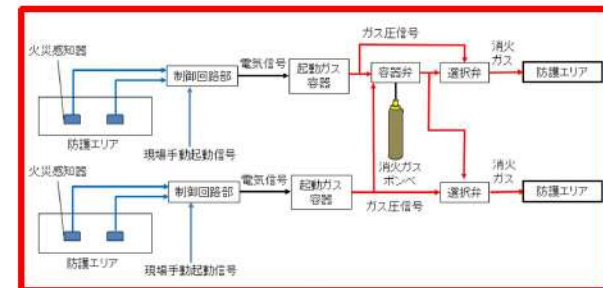 火災感知器
防護エリア
制御回路部
現場手動起動信号
電気信号
起動ガス
容器
ガス圧信号
容器弁
消火ガス
ボンベ
選択弁
消火
ガス
防護エリア
火災感知器
防護エリア
制御回路部
現場手動起動信号
電気信号
起動ガス
容器
ガス圧信号
選択弁
消火
ガス
防護エリア